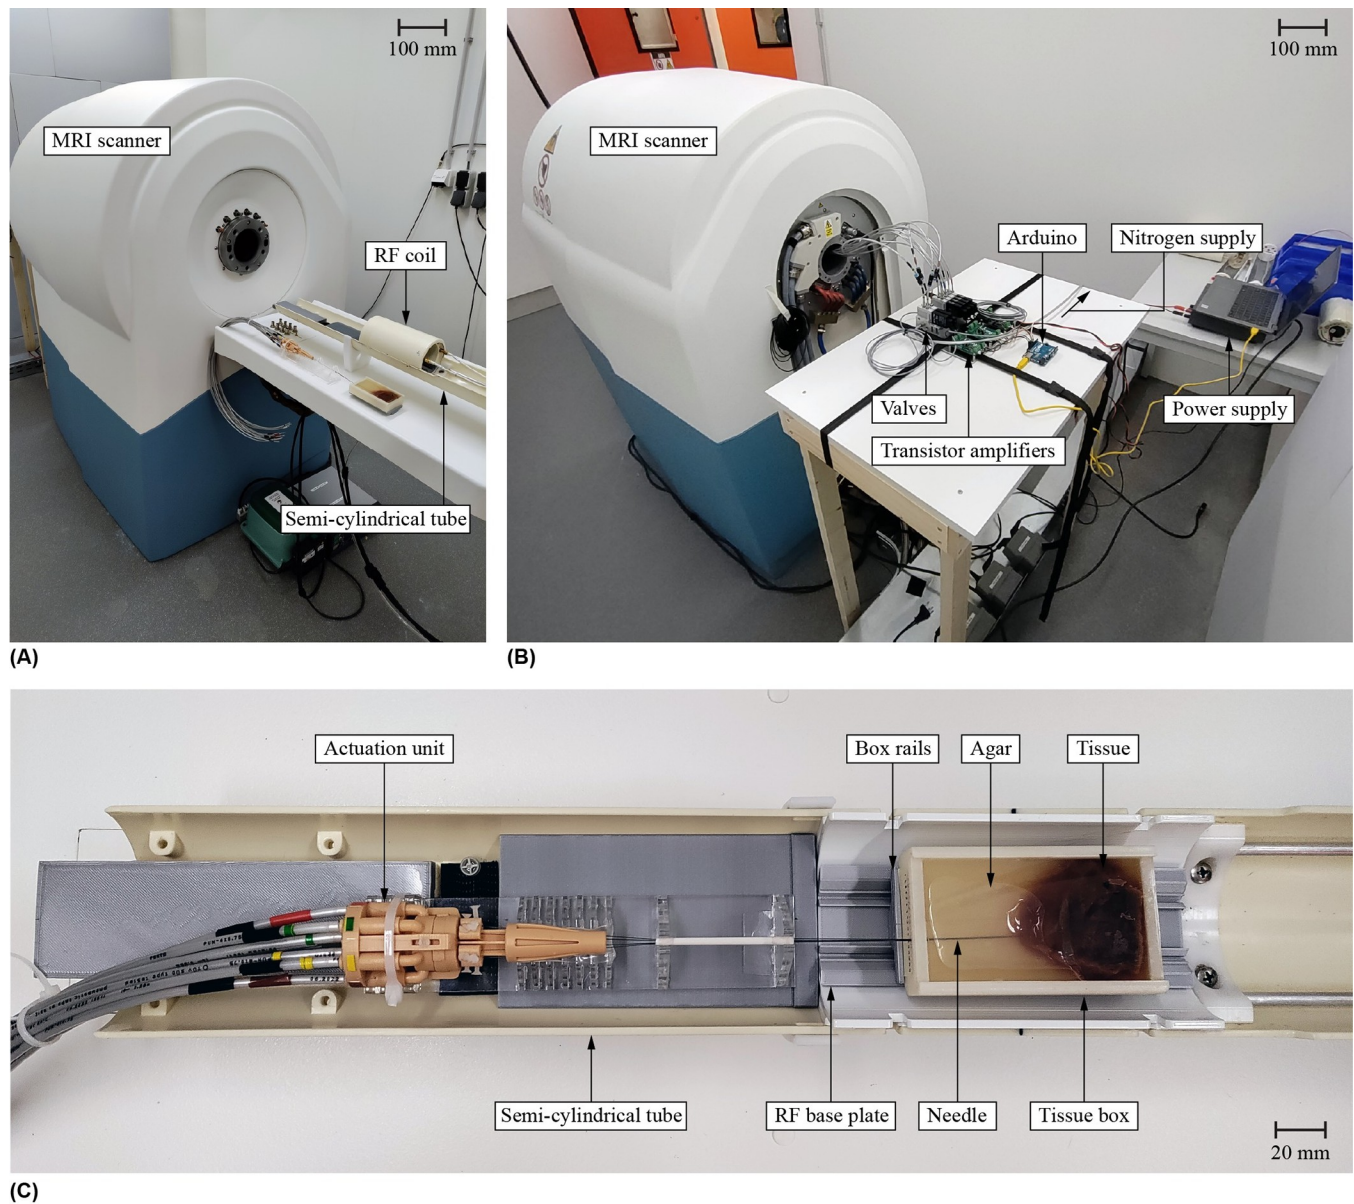 100 mm
100 mm
MRI scanner
MRI scanner
RF coil
Arduino
Nitrogen supply
Valves
Power supply
Transistor amplifiers
Semi-cylindrical tube
(A)
(B)
Actuation unit
Box rails
Agar
Tissue
Semi-cylindrical tube
RF base plate
Needle
Tissue box
20 mm
(C)